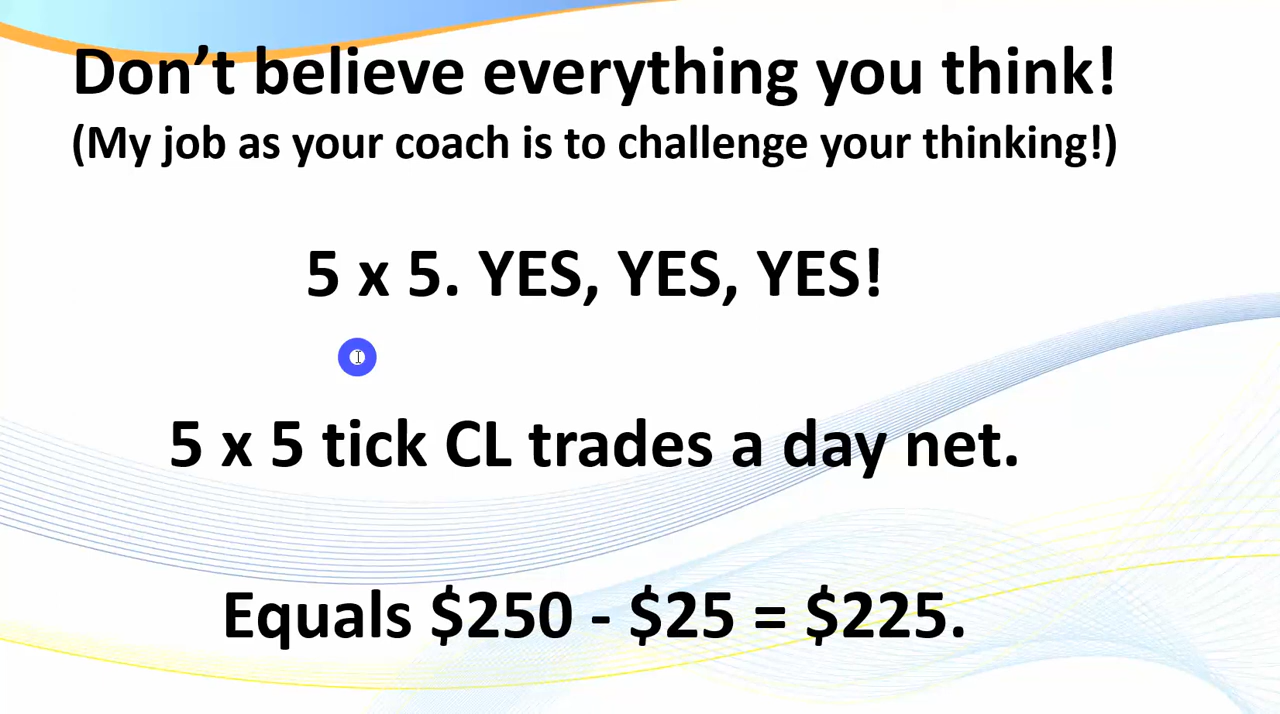 Don’t believe everything you think!
(My job as your coach is to challenge your thinking!)
5 x 5. YES, YES, YES!
5 x 5 tick CL trades a day net.
Equals $250 - $25 = $225.